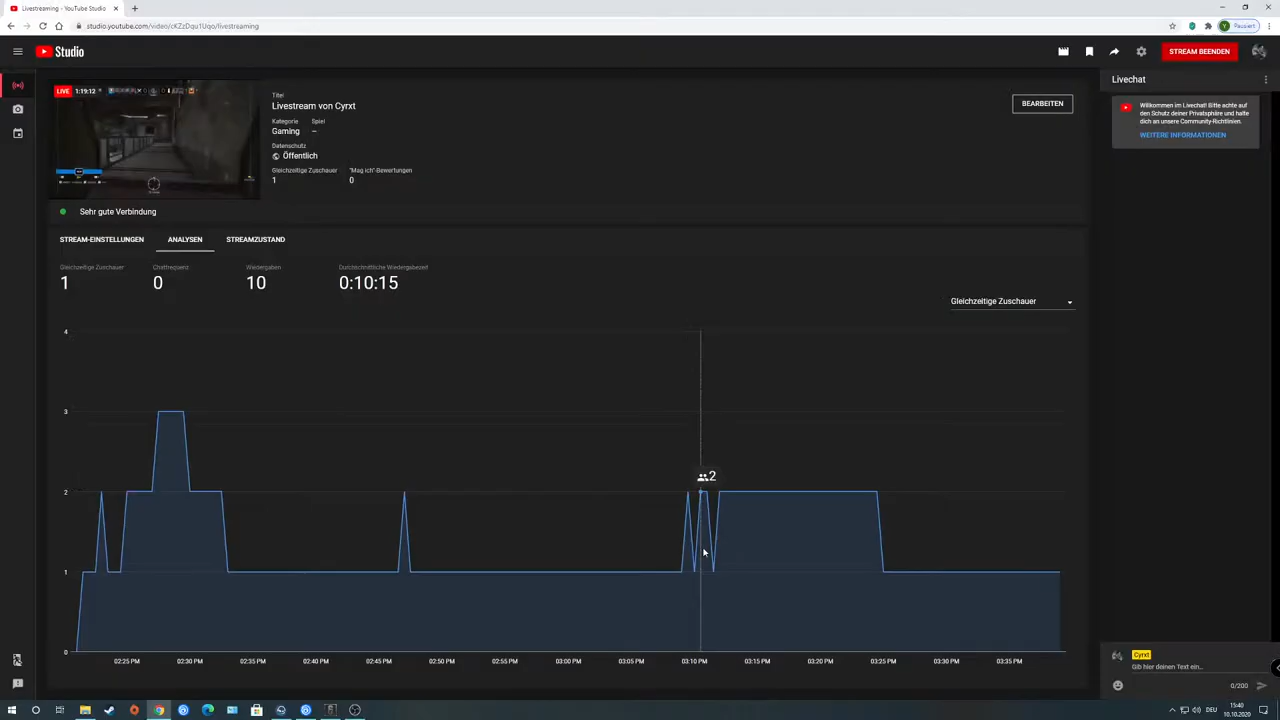 Livestreaming - YouTube Studio
studio.youtube.com/video/cKZzDqu1Uqo/livestreaming
Pausiert
Studio
STREAM BEENDEN
LIVE 1:19:12
Titel
Livestream von Cyrxt
Kategorie Spiel
Gaming –
Datenschutz
Öffentlich
Gleichzeitige Zuschauer "Mag ich"-Bewertungen
1 0
BEARBEITEN
Sehr gute Verbindung
STREAM-EINSTELLUNGEN ANALYSEN STREAMZUSTAND
Gleichzeitige Zuschauer Chatfrequenz Wiedergaben Durchschnittliche Wiedergabezeit
1 0 10 0:10:15
Gleichzeitige Zuschauer
4
3
2
2
1
0
02:25 PM 02:30 PM 02:35 PM 02:40 PM 02:45 PM 02:50 PM 02:55 PM 03:00 PM 03:05 PM 03:10 PM 03:15 PM 03:20 PM 03:25 PM 03:30 PM 03:35 PM
Livechat
Willkommen im Livechat! Bitte achte auf
den Schutz deiner Privatsphäre und halte
dich an unsere Community-Richtlinien.
WEITERE INFORMATIONEN
Cyrxt
Gib hier deinen Text ein...
0/200
DEU
15:40
10.10.2020